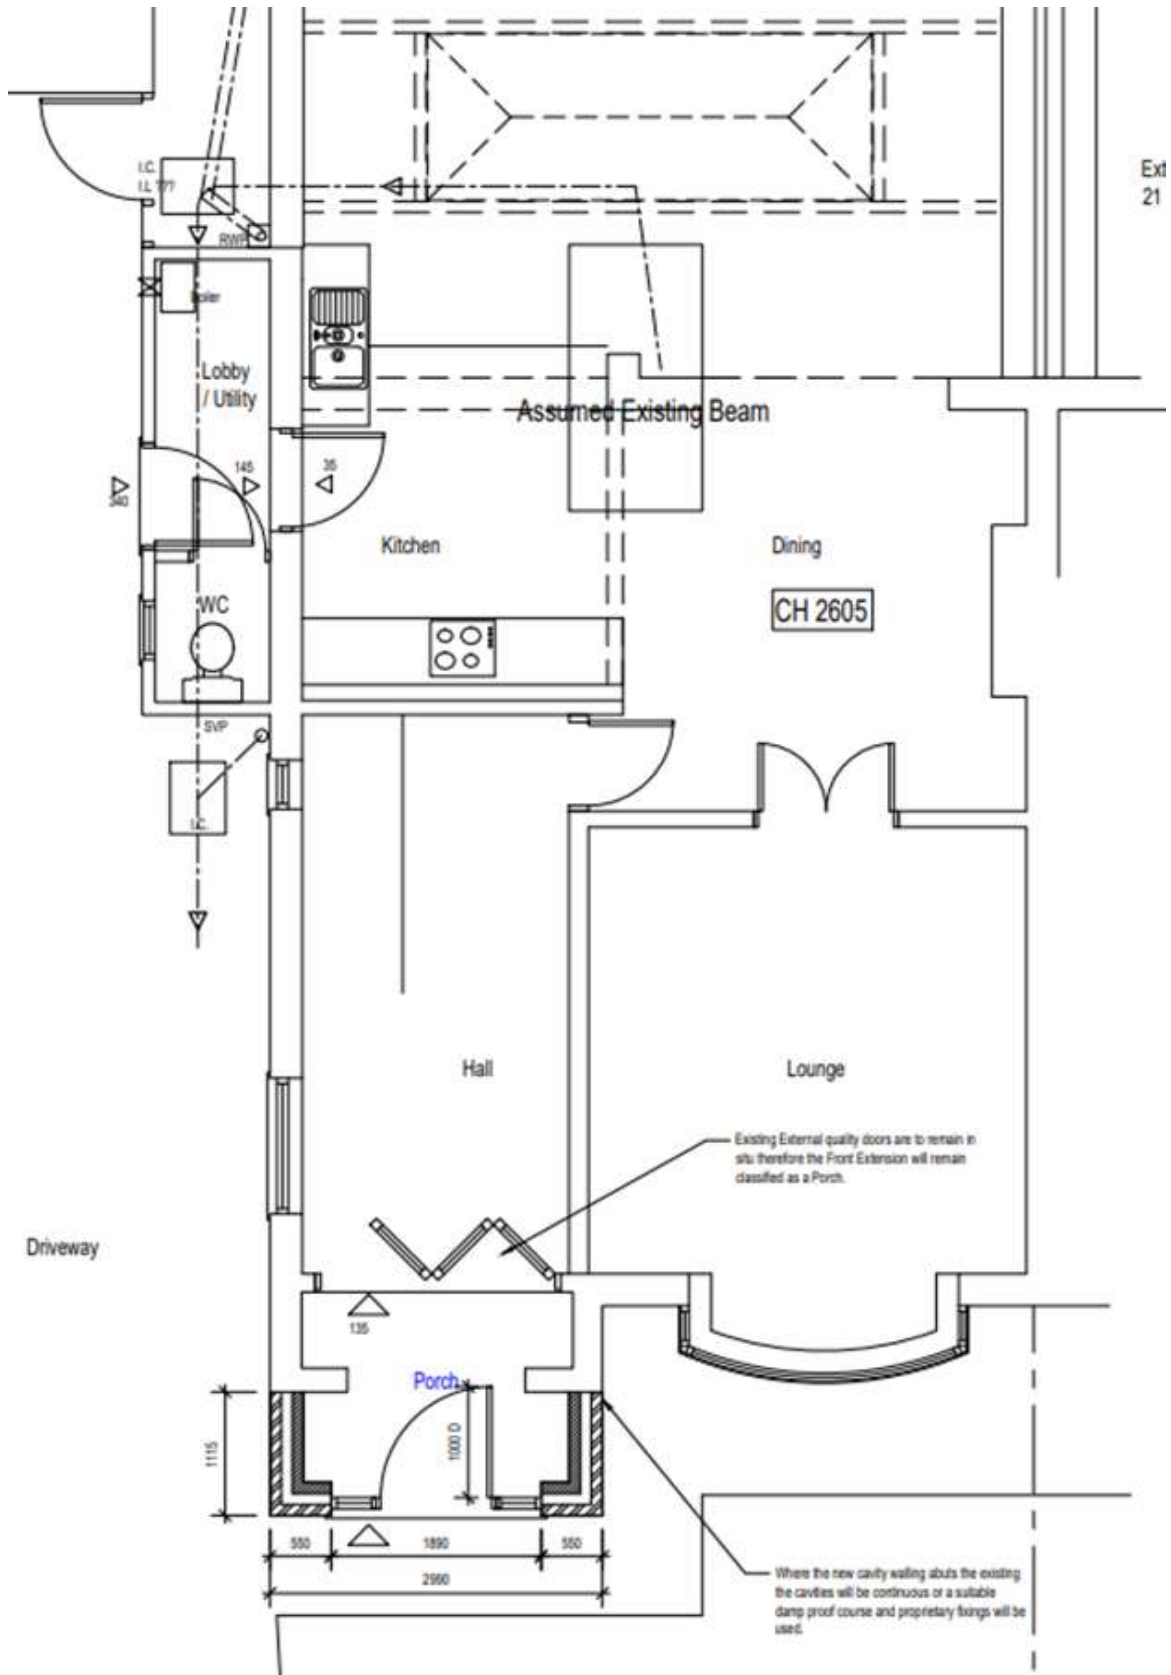 Ext
21
I.C.
I.L ???
RWP
Boiler
Lobby
/ Utility
Assumed Existing Beam
145
35
Kitchen
Dining
CH 2605
WC
SVP
I.C.
Hall
Lounge
Existing External quality doors are to remain in
situ therefore the Front Extension will remain
classified as a Porch.
Driveway
135
Porch
1000 D
1115
550
1890
550
2990
Where the new cavity walling abuts the existing
the cavities will be continuous or a suitable
damp proof course and proprietary fixings will be
used.